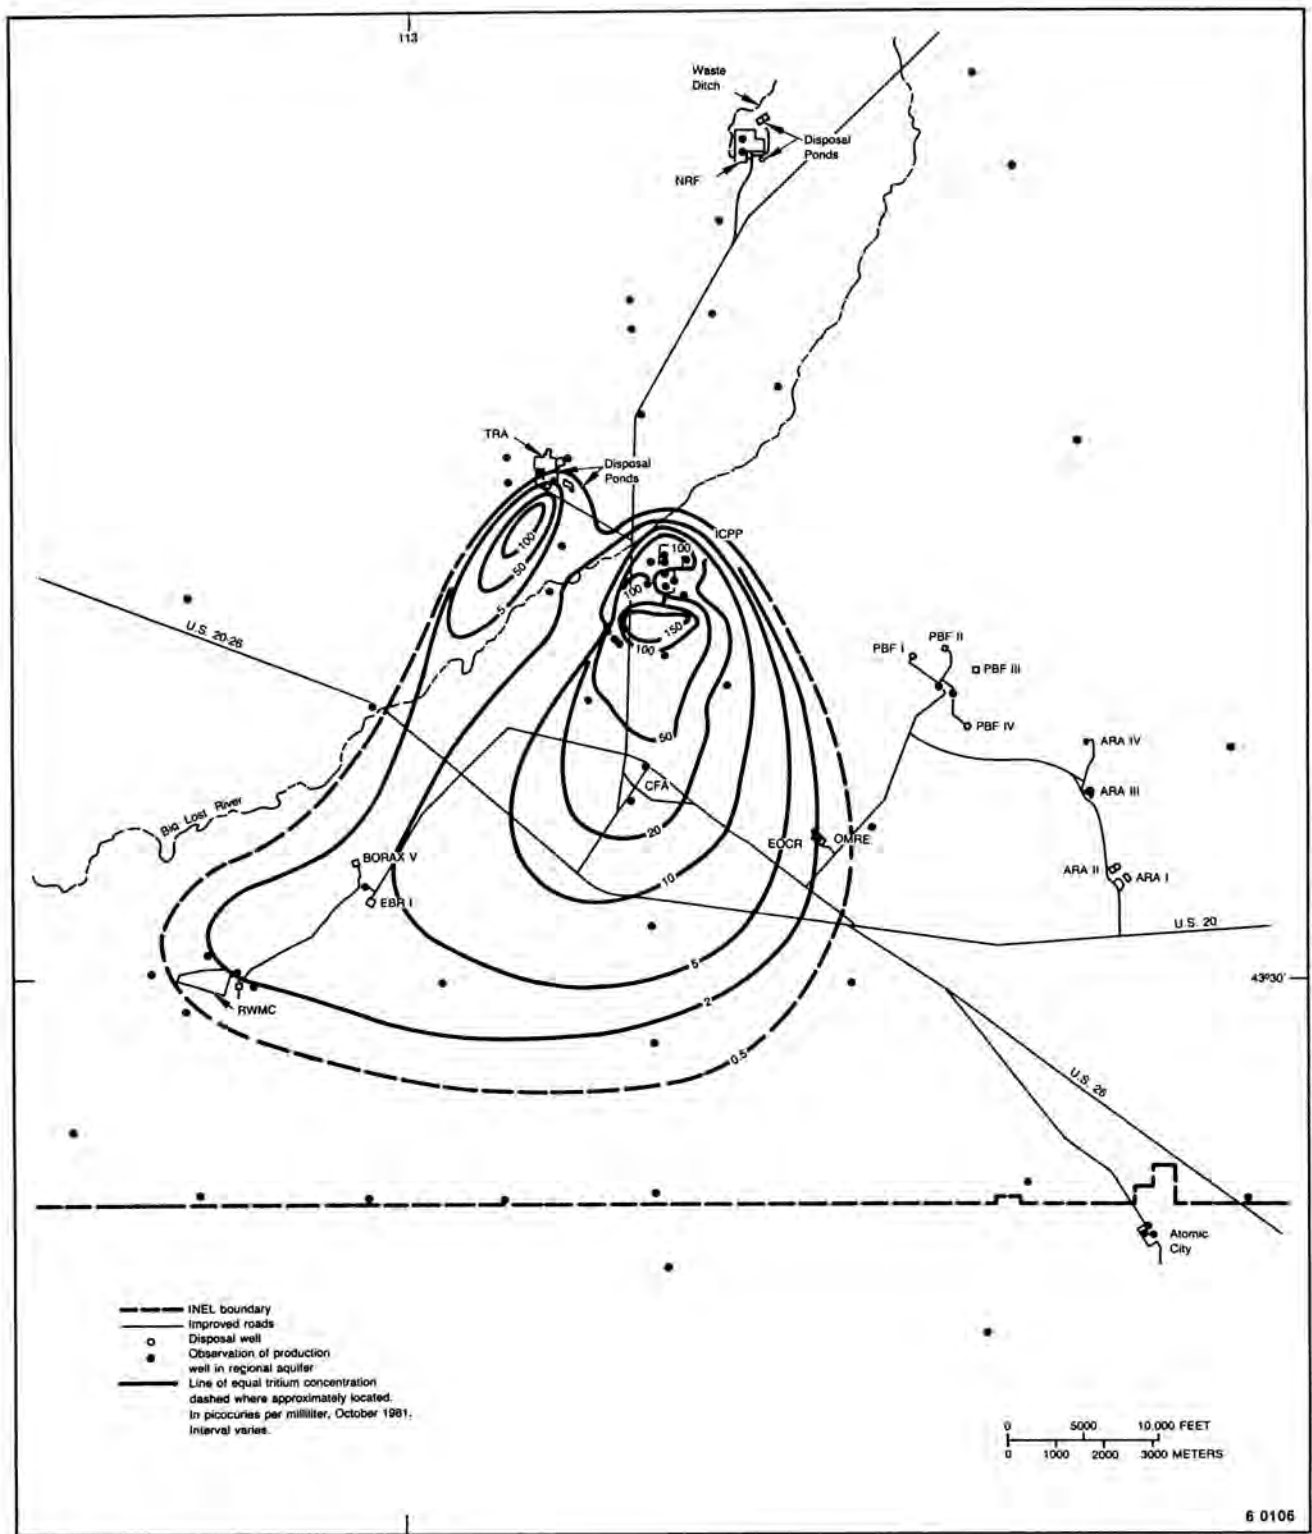 113
Waste
Ditch
Disposal
Ponds
NRF
TRA
Disposal
Ponds
ICPP
100
100
50
5
100
150
100
U.S. 20-26
PBF I
PBF II
PBF III
PBF IV
50
ARA IV
CFA
ARA III
Big Lost River
20
EOCR
OMRE
BORAX V
ARA II
ARA I
10
EBR I
U.S. 20
5
43º30'
2
RWMC
0.5
U.S. 26
Atomic
City
INEL boundary
Improved roads
Disposal well
Observation of production
well in regional aquifer
Line of equal tritium concentration
dashed where approximately located.
In picocuries per milliliter, October 1981.
Interval varies.
0 5000 10,000 FEET
0 1000 2000 3000 METERS
6 0106